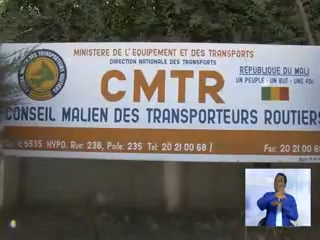 MINISTERE DE L'EQUIPEMENT ET DES TRANSPORTS
DIRECTION NATIONALE DES TRANSPORTS
CMTR
REPUBLIQUE DU MALI
UN PEUPLE - UN BUT - UNE FOI
CONSEIL MALIEN DES TRANSPORTEURS ROUTIERS
5535 HYPO, Rue: 238, Porte: 235 Tel: 20 21 00 68 /
Fax: 20 21 00 69